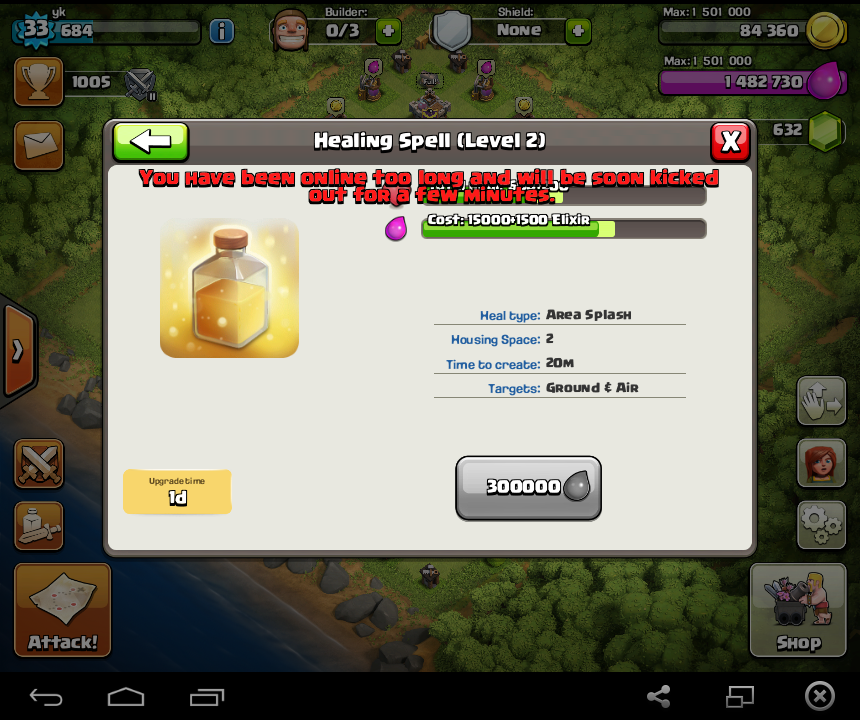 yk
33
684
Builder:
0/3
Shield:
None
Max: 1 501 000
84 360
Max: 1 501 000
1 482 730
1005
Full
632
Healing Spell (Level 2)
You have been online too long and will be soon kicked
out for a few minutes.
Cost: 15000+1500 Elixir
Heal type: Area Splash
Housing Space: 2
Time to create: 20m
Targets: Ground & Air
Upgrade time
1d
300000
Attack!
Shop